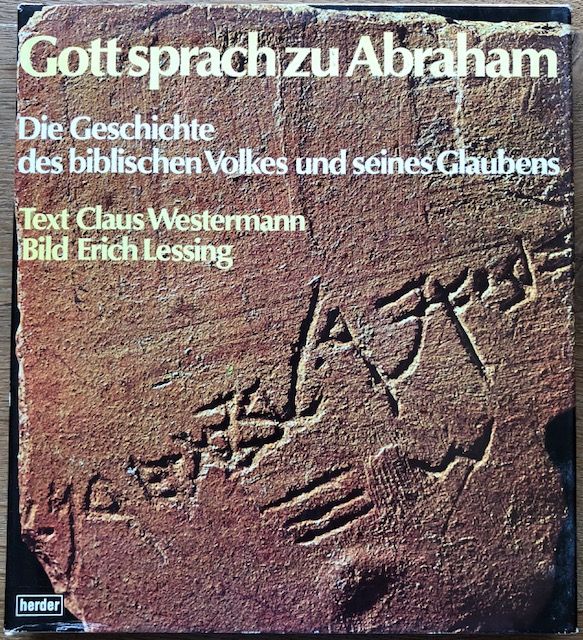 Gott sprach zu Abraham
Die Geschichte
des biblischen Volkes und seines Glaubens
Text Claus Westermann
Bild Erich Lessing
herder